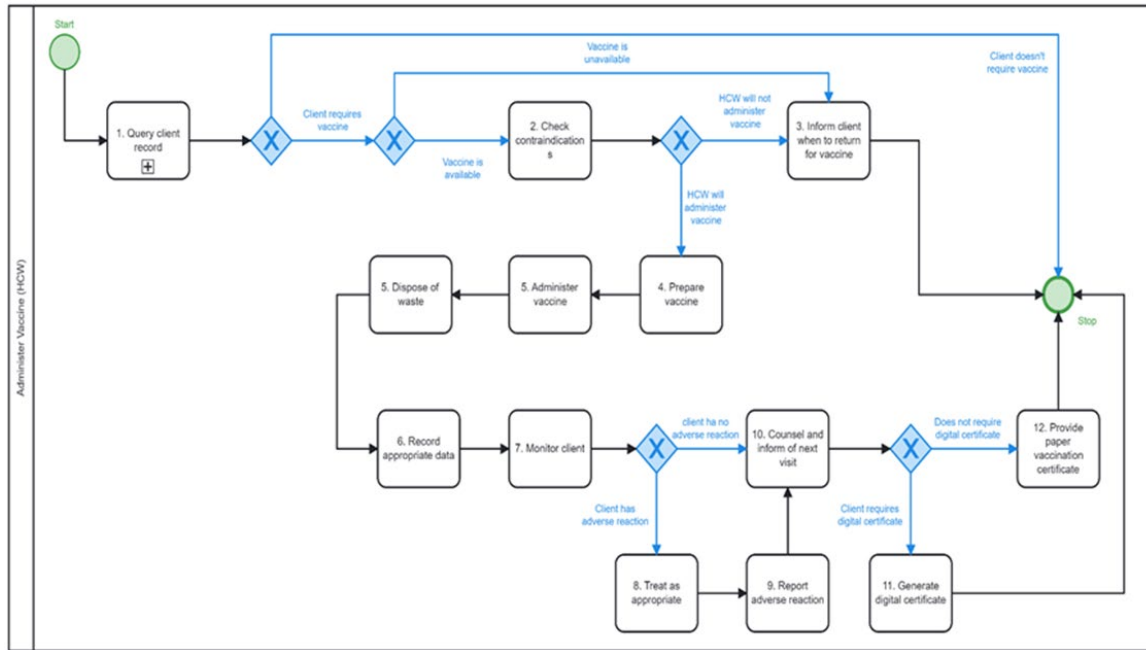 Administer Vaccine (HCW)
Start
Vaccine is
unavailable
Client doesn't
require vaccine
1. Query client
record
Client requires
vaccine
Vaccine is
available
2. Check
contraindication
s
HCW will not
administer
vaccine
3. Inform client
when to return
for vaccine
HCW will
administer
vaccine
5. Dispose of
waste
5. Administer
vaccine
4. Prepare
vaccine
Stop
6. Record
appropriate data
7. Monitor client
client ha no
adverse reaction
10. Counsel and
inform of next
visit
Does not require
digital certificate
12. Provide
paper
vaccination
certificate
Client has
adverse reaction
Client requires
digital certificate
8. Treat as
appropriate
9. Report
adverse reaction
11. Generate
digital certificate